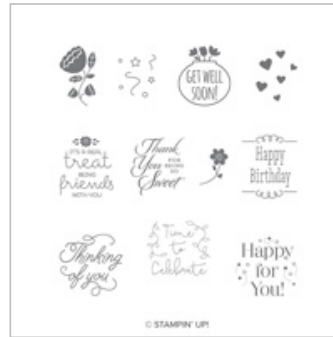 GET WELL
SOON!
IT'S A REAL
treat
BEING
friends
WITH YOU
Thank
You FOR
BEING
SO
Sweet
Happy
Birthday
Thinking
of you
A Time
to
Celebrate
Happy
for
You!
© STAMPIN' UP!